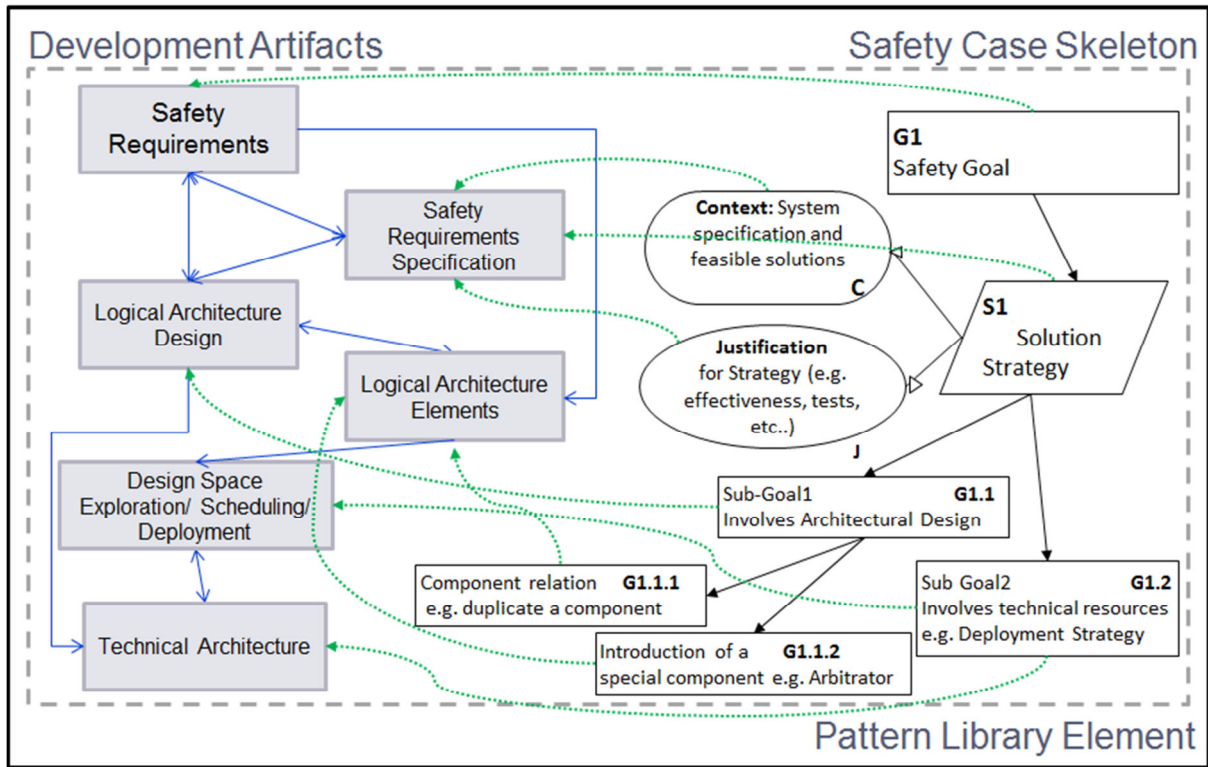 Development Artifacts
Safety Case Skeleton
Safety
Requirements
G1
Safety Goal
Safety
Requirements
Specification
Context: System
specification and
feasible solutions
C
Logical Architecture
Design
S1
Solution
Strategy
Logical Architecture
Elements
Justification
for Strategy (e.g.
effectiveness, tests,
etc..)
J
Design Space
Exploration/ Scheduling/
Deployment
Sub-Goal1 G1.1
Involves Architectural Design
Component relation G1.1.1
e.g. duplicate a component
Sub Goal2 G1.2
Involves technical resources
e.g. Deployment Strategy
Technical Architecture
Introduction of a G1.1.2
special component e.g. Arbitrator
Pattern Library Element